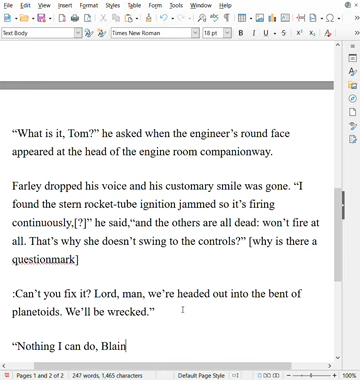 File Edit View Insert Format Styles Table Form Tools Window Help
Text Body Times New Roman 18 pt
“What is it, Tom?” he asked when the engineer’s round face
appeared at the head of the engine room companionway.
Farley dropped his voice and his customary smile was gone. “I
found the stern rocket-tube ignition jammed so it’s firing
continuously,[?]” he said,“and the others are all dead: won’t fire at
all. That’s why she doesn’t swing to the controls?” [why is there a
questionmark]
:Can’t you fix it? Lord, man, we’re headed out into the bent of
planetoids. We’ll be wrecked.”
“Nothing I can do, Blain
Pages 1 and 2 of 2 247 words, 1,465 characters Default Page Style 100%